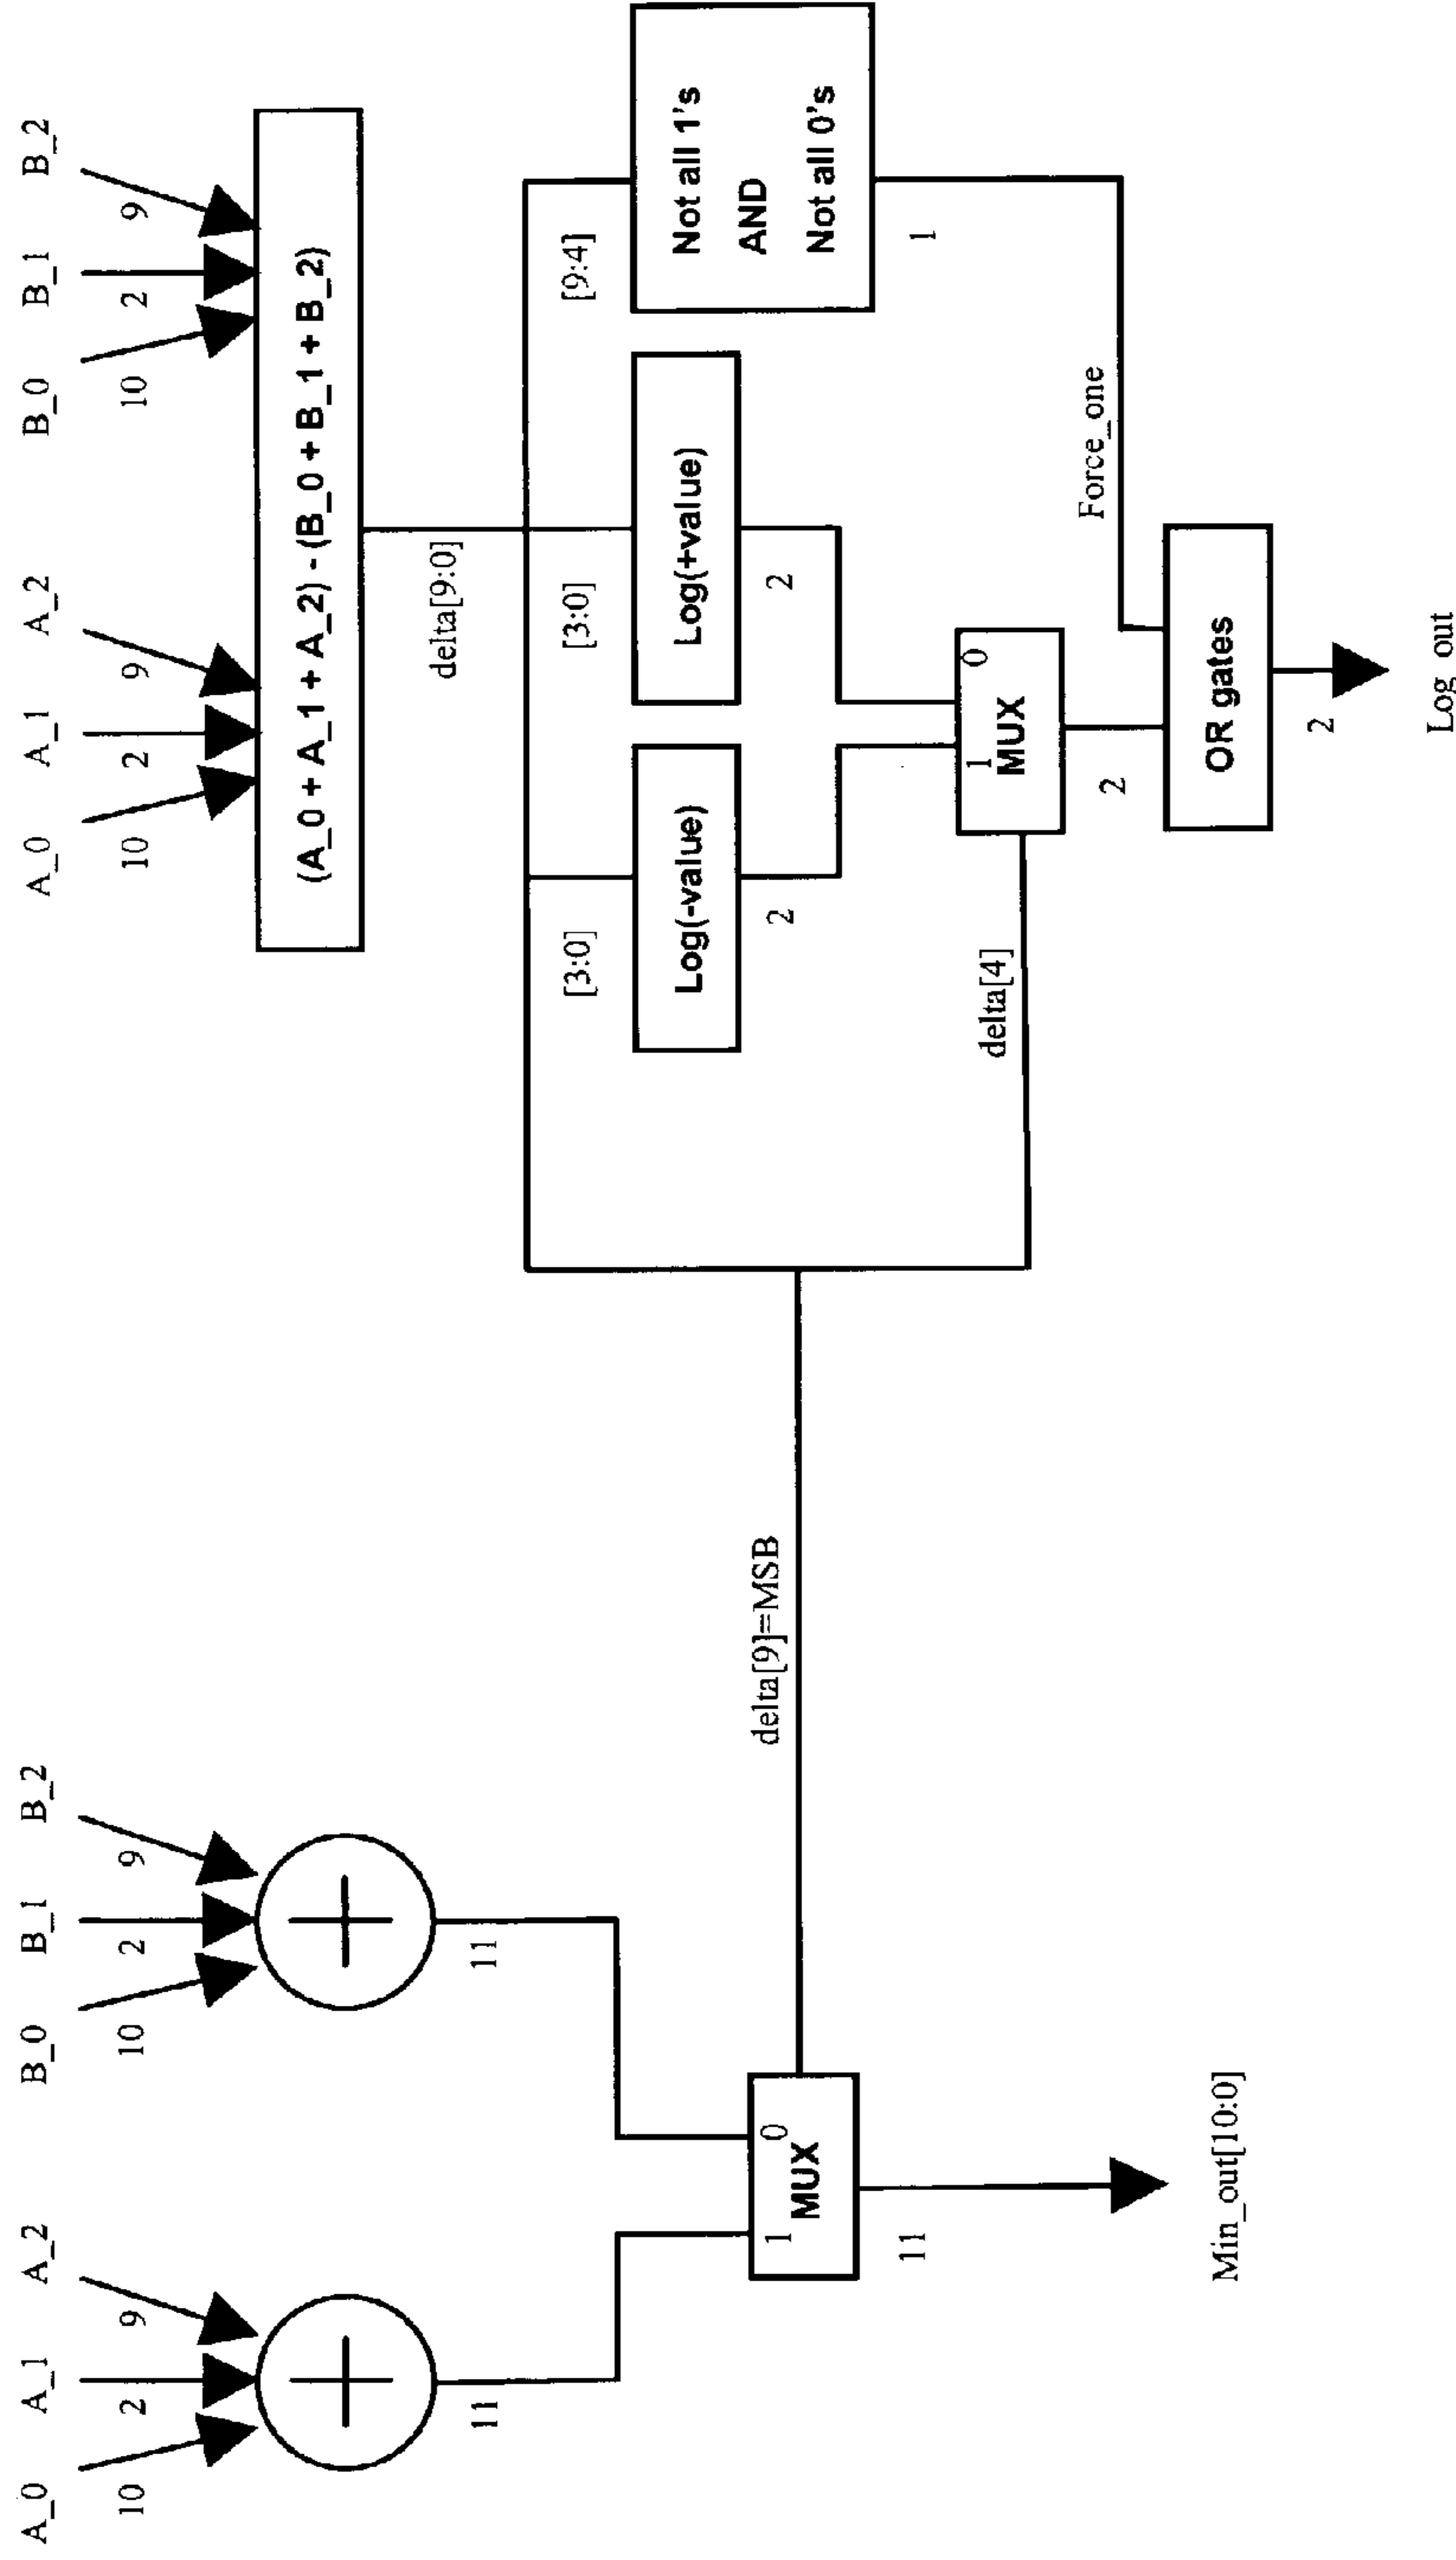 A_0
A_1
A_2
B_0
B_1
B_2
A_0
A_1
A_2
B_0
B_1
B_2
10
2
9
10
2
9
10
2
9
10
2
9
(A_0 + A_1 + A_2) - (B_0 + B_1 + B_2)
11
11
delta[9:0]
[3:0]
[3:0]
[9:4]
Log(-value)
Log(+value)
Not all 1's
AND
Not all 0's
delta[9]=MSB
1
0
MUX
2
2
11
1
delta[4]
1
0
MUX
Force_one
2
OR gates
Min_out[10:0]
2
Log_out